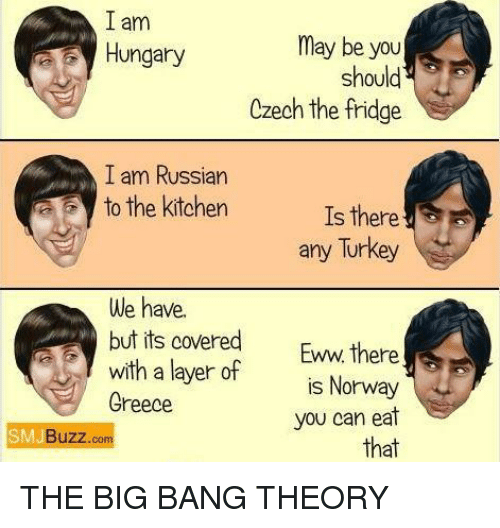 I am
Hungary
May be you
should
Czech the fridge
I am Russian
to the kitchen
Is there
any Turkey
We have.
but its covered
with a layer of
Greece
Eww. there
is Norway
you can eat
that
SMJBuzz.com
THE BIG BANG THEORY